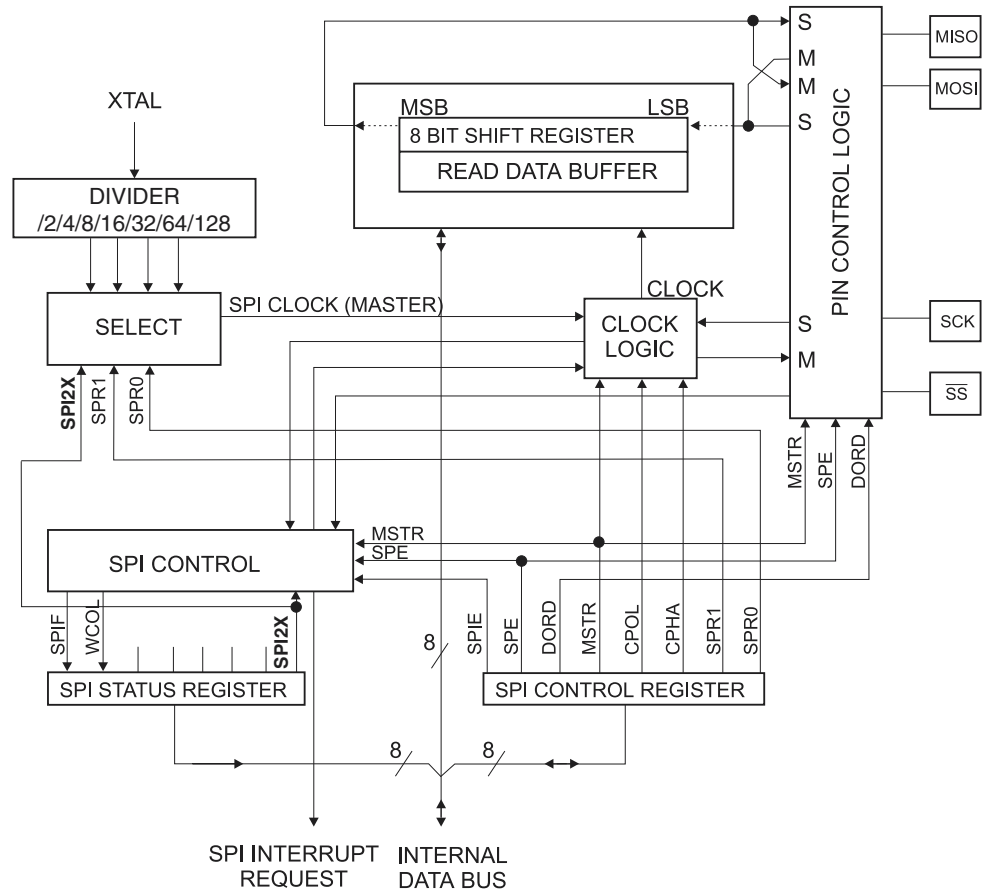 S
MISO
M
M
MOSI
S
MSB
LSB
8 BIT SHIFT REGISTER
READ DATA BUFFER
XTAL
DIVIDER
/2/4/8/16/32/64/128
PIN CONTROL LOGIC
SPI CLOCK (MASTER)
SELECT
CLOCK
CLOCK
LOGIC
S
M
SCK
SS
SPI2X
SPR1
SPR0
MSTR
SPE
DORD
MSTR
SPE
SPI CONTROL
SPIF
WCOL
SPI2X
8
SPIE
SPE
DORD
MSTR
CPOL
CPHA
SPR1
SPR0
SPI STATUS REGISTER
SPI CONTROL REGISTER
8
8
SPI INTERRUPT
REQUEST
INTERNAL
DATA BUS